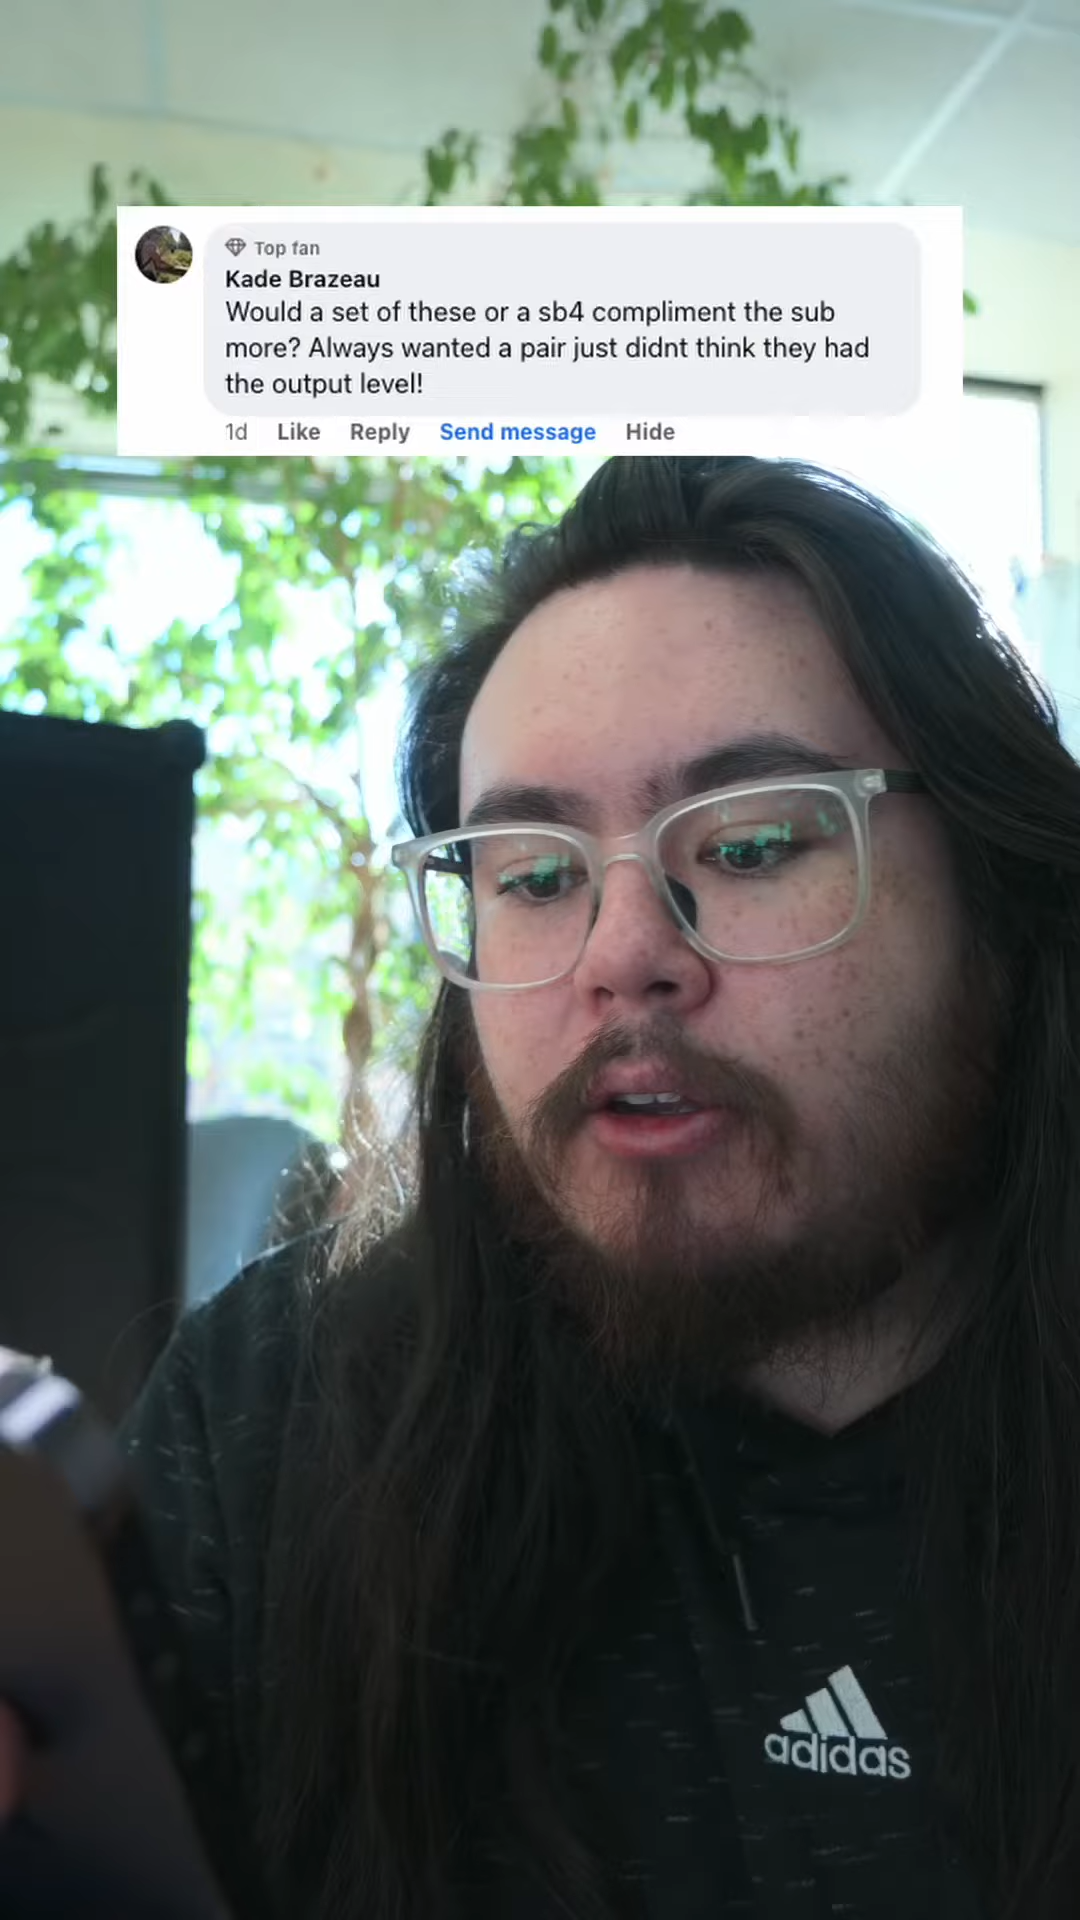 Top fan
Kade Brazeau
Would a set of these or a sb4 compliment the sub
more? Always wanted a pair just didnt think they had
the output level!
1d Like Reply Send message Hide
adidas